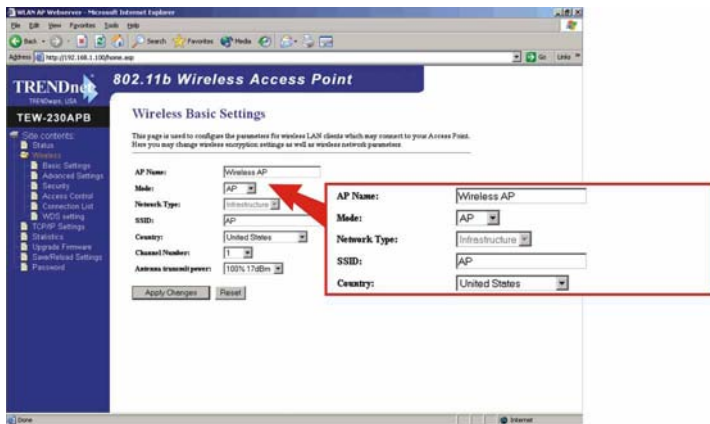 WLAN AP Webserver - Microsoft Internet Explorer
File Edit View Favorites Tools Help
Back Search Favorites Media
Address http://192.168.1.100/home.asp Go Links
TRENDnet
TRENDware, USA
802.11b Wireless Access Point
TEW-230APB
Site contents:
Status
Wireless
Basic Settings
Advanced Settings
Security
Access Control
Connection List
WDS setting
TCP/IP Settings
Statistics
Upgrade Firmware
Save/Reload Settings
Password
Wireless Basic Settings
This page is used to configure the parameters for wireless LAN clients which may connect to your Access Point.
Here you may change wireless encryption settings as well as wireless network parameters.
AP Name: Wireless AP
Mode: AP
Network Type: Infrastructure
SSID: AP
Country: United States
Channel Number: 1
Antenna transmit power: 100% 17dBm
Apply Changes Reset
AP Name: Wireless AP
Mode: AP
Network Type: Infrastructure
SSID: AP
Country: United States
Done Internet